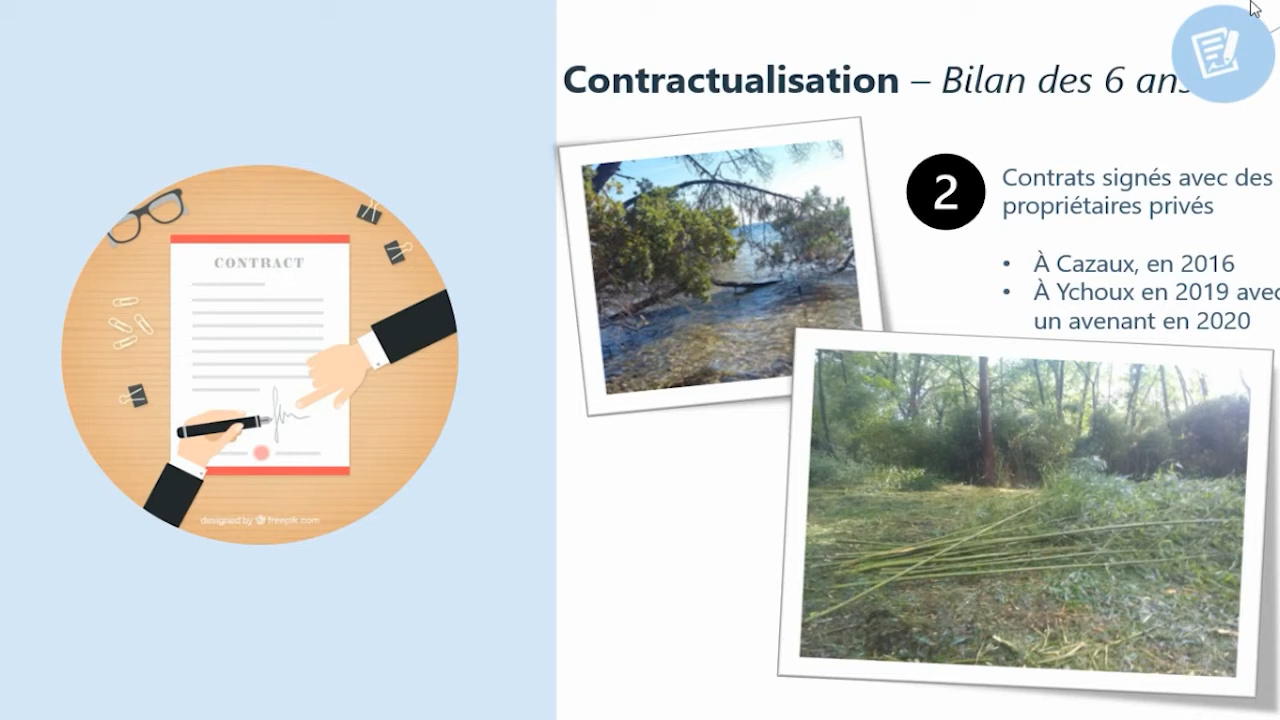 Contractualisation – Bilan des 6 ans
2
Contrats signés avec des
propriétaires privés
• À Cazaux, en 2016
• À Ychoux en 2019 avec
un avenant en 2020
CONTRACT
designed by freepik.com